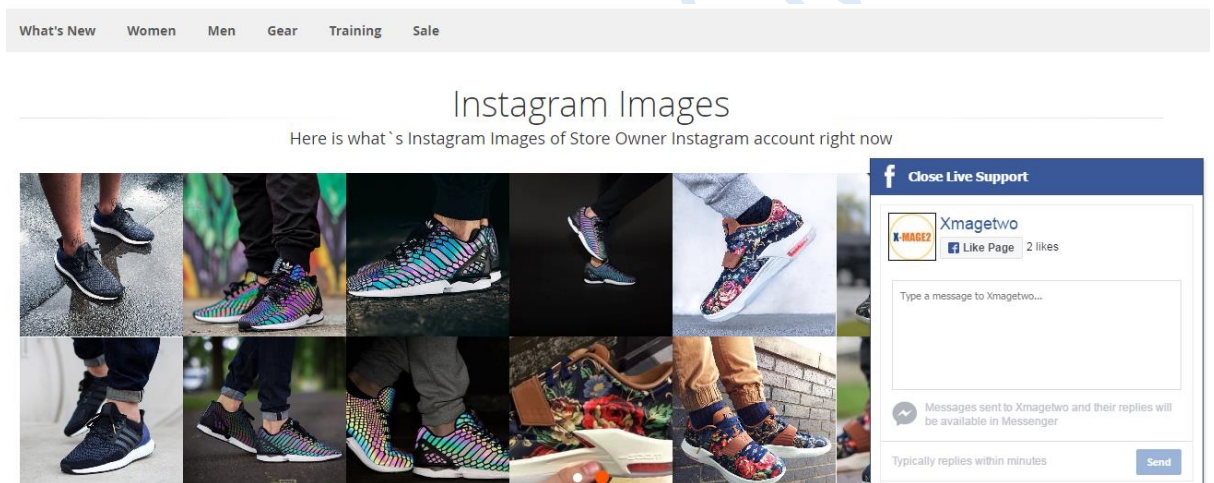 What's New Women Men Gear Training Sale
Instagram Images
Here is what`s Instagram Images of Store Owner Instagram account right now
f Close Live Support
X-MAGE2
Xmagetwo
f Like Page 2 likes
Type a message to Xmagetwo...
Messages sent to Xmagetwo and their replies will
be available in Messenger
Typically replies within minutes
Send